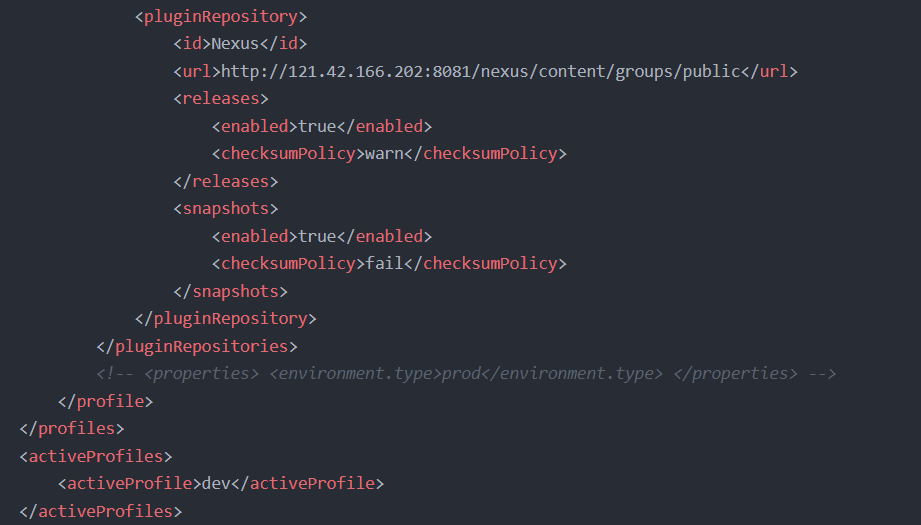 <pluginRepository>
<id>Nexus</id>
<url>http://121.42.166.202:8081/nexus/content/groups/public</url>
<releases>
<enabled>true</enabled>
<checksumPolicy>warn</checksumPolicy>
</releases>
<snapshots>
<enabled>true</enabled>
<checksumPolicy>fail</checksumPolicy>
</snapshots>
</pluginRepository>
</pluginRepositories>
<!-- <properties> <environment.type>prod</environment.type> </properties> -->
</profile>
</profiles>
<activeProfiles>
<activeProfile>dev</activeProfile>
</activeProfiles>